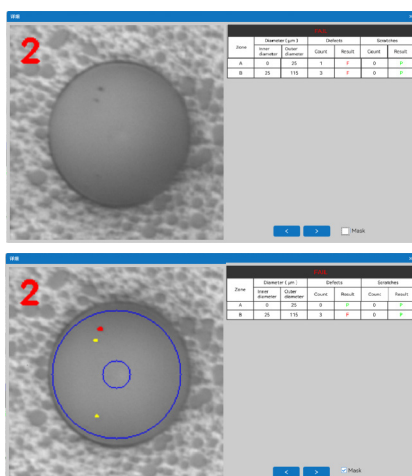 2
Zone Diameter ( μm ) Defects Scratches
Inner diameter Outer diameter Count Result Count Result
A 0 25 1 F 0 P
B 25 115 3 F 0 P
< > Mask
2
Zone Diameter ( μm ) Defects Scratches
Inner diameter Outer diameter Count Result Count Result
A 0 25 0 P 0 P
B 25 115 3 F 0 P
< > Mask